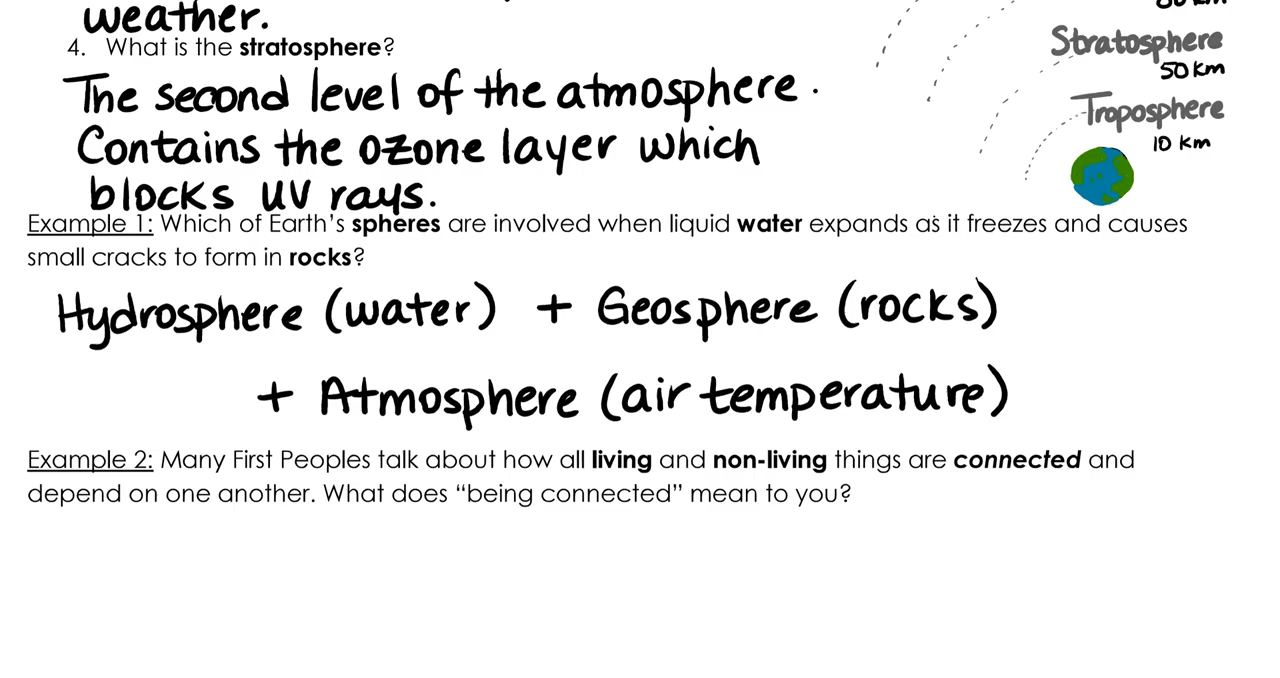 weather.
4. What is the stratosphere?
The second level of the atmosphere.
Contains the ozone layer which
blocks UV rays.
Stratosphere
50 km
Troposphere
10 km
Example 1: Which of Earth's spheres are involved when liquid water expands as it freezes and causes
small cracks to form in rocks?
Hydrosphere (water) + Geosphere (rocks)
+ Atmosphere (air temperature)
Example 2: Many First Peoples talk about how all living and non-living things are connected and
depend on one another. What does "being connected" mean to you?